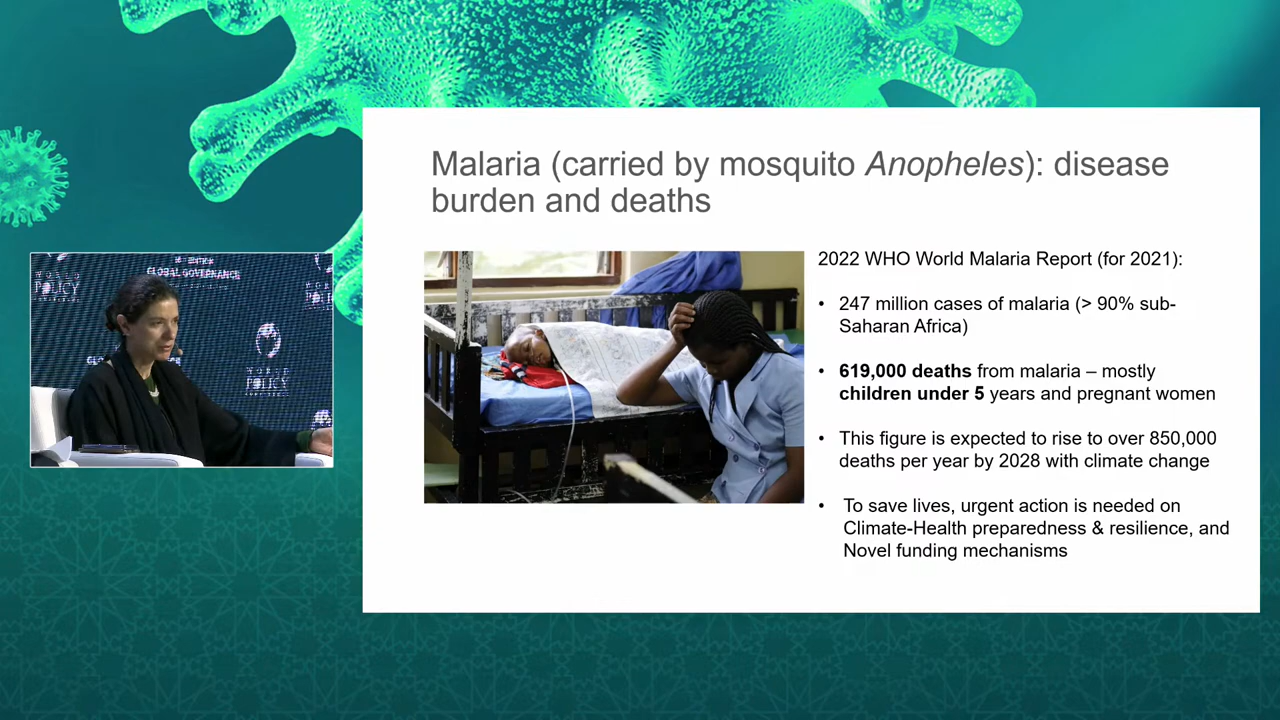 Malaria (carried by mosquito Anopheles): disease
burden and deaths
2022 WHO World Malaria Report (for 2021):
• 247 million cases of malaria (> 90% sub-
Saharan Africa)
• 619,000 deaths from malaria – mostly
children under 5 years and pregnant women
• This figure is expected to rise to over 850,000
deaths per year by 2028 with climate change
• To save lives, urgent action is needed on
Climate-Health preparedness & resilience, and
Novel funding mechanisms
GLOBAL GOVERNANCE
WORLD
POLICY
WORLD
POLICY